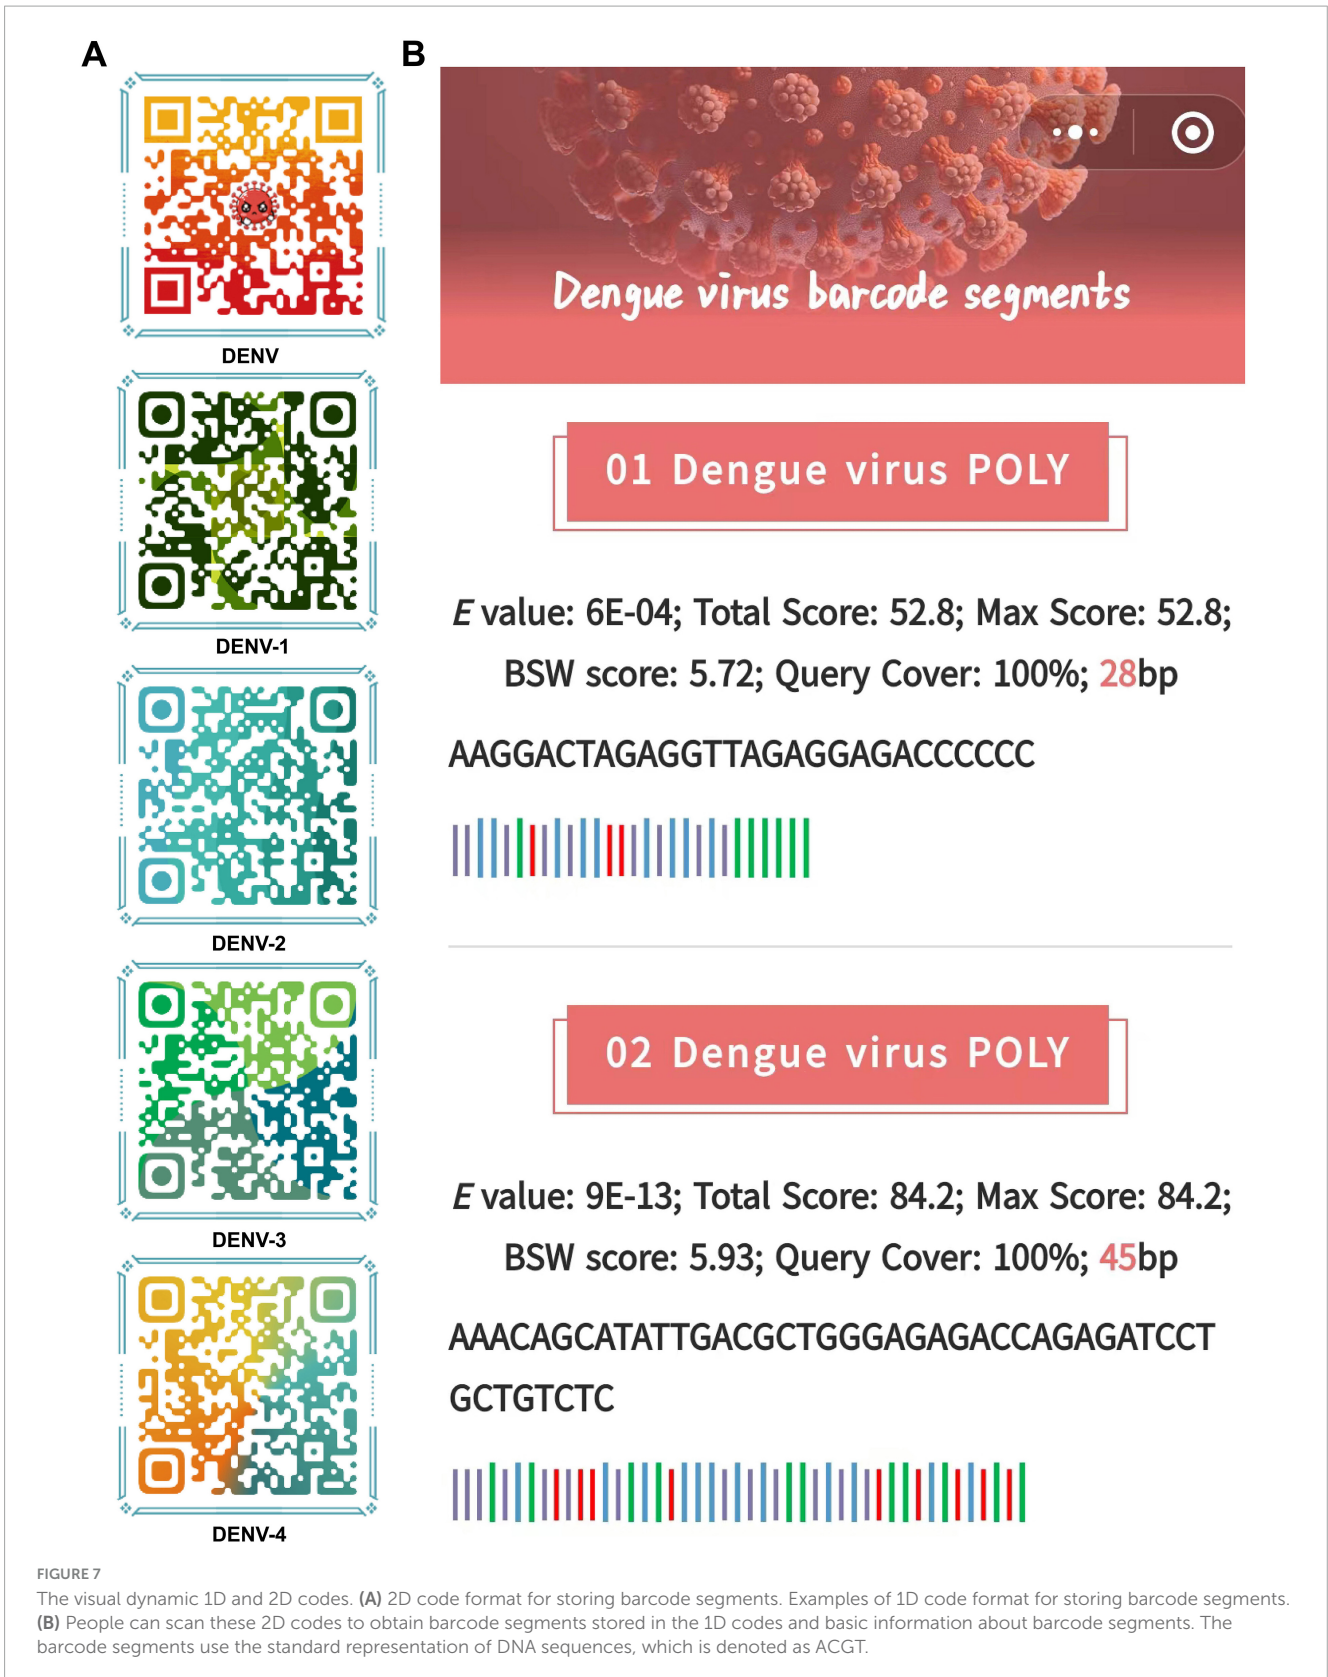 A
B
DENV
DENV-1
DENV-2
DENV-3
DENV-4
Dengue virus barcode segments
01 Dengue virus POLY
E value: 6E-04; Total Score: 52.8; Max Score: 52.8;
BSW score: 5.72; Query Cover: 100%; 28bp
AAGGACTAGAGGTTAGAGGAGACCCCCC
02 Dengue virus POLY
E value: 9E-13; Total Score: 84.2; Max Score: 84.2;
BSW score: 5.93; Query Cover: 100%; 45bp
AAACAGCATATTGACGCTGGGAGAGACCAGAGATCCT
GCTGTCTC
FIGURE 7
The visual dynamic 1D and 2D codes. (A) 2D code format for storing barcode segments. Examples of 1D code format for storing barcode segments.
(B) People can scan these 2D codes to obtain barcode segments stored in the 1D codes and basic information about barcode segments. The
barcode segments use the standard representation of DNA sequences, which is denoted as ACGT.